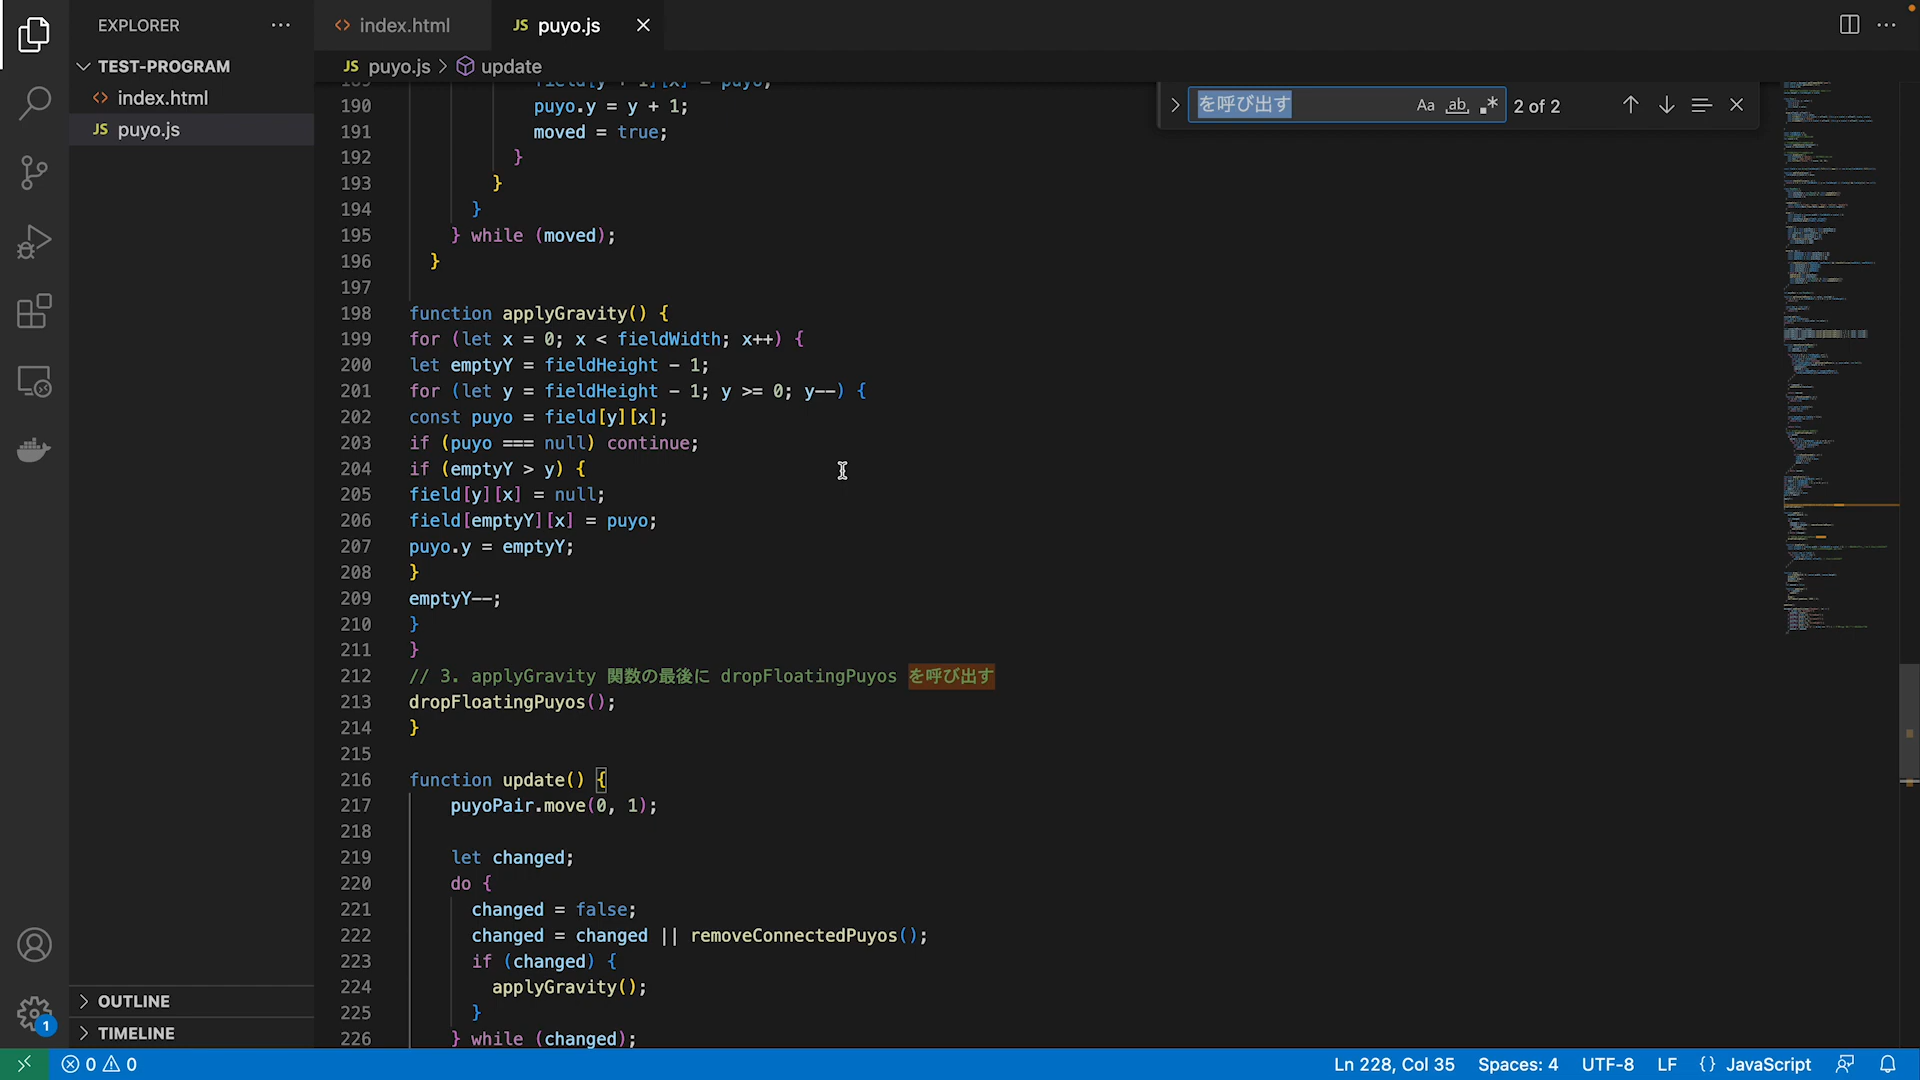 EXPLORER
index.html
JS puyo.js
TEST-PROGRAM
index.html
JS puyo.js
JS puyo.js > update
を呼び出す
Aa ab .* 2 of 2
190 puyo.y = y + 1;
191 moved = true;
192 }
193 }
194 }
195 } while (moved);
196 }
197
198 function applyGravity() {
199 for (let x = 0; x < fieldWidth; x++) {
200 let emptyY = fieldHeight - 1;
201 for (let y = fieldHeight - 1; y >= 0; y--) {
202 const puyo = field[y][x];
203 if (puyo === null) continue;
204 if (emptyY > y) {
205 field[y][x] = null;
206 field[emptyY][x] = puyo;
207 puyo.y = emptyY;
208 }
209 emptyY--;
210 }
211 }
212 // 3. applyGravity 関数の最後に dropFloatingPuyos を呼び出す
213 dropFloatingPuyos();
214 }
215
216 function update() {
217 puyoPair.move(0, 1);
218
219 let changed;
220 do {
221 changed = false;
222 changed = changed || removeConnectedPuyos();
223 if (changed) {
224 applyGravity();
225 }
226 } while (changed);
OUTLINE
TIMELINE
1
0 0
Ln 228, Col 35
Spaces: 4
UTF-8
LF
{} JavaScript